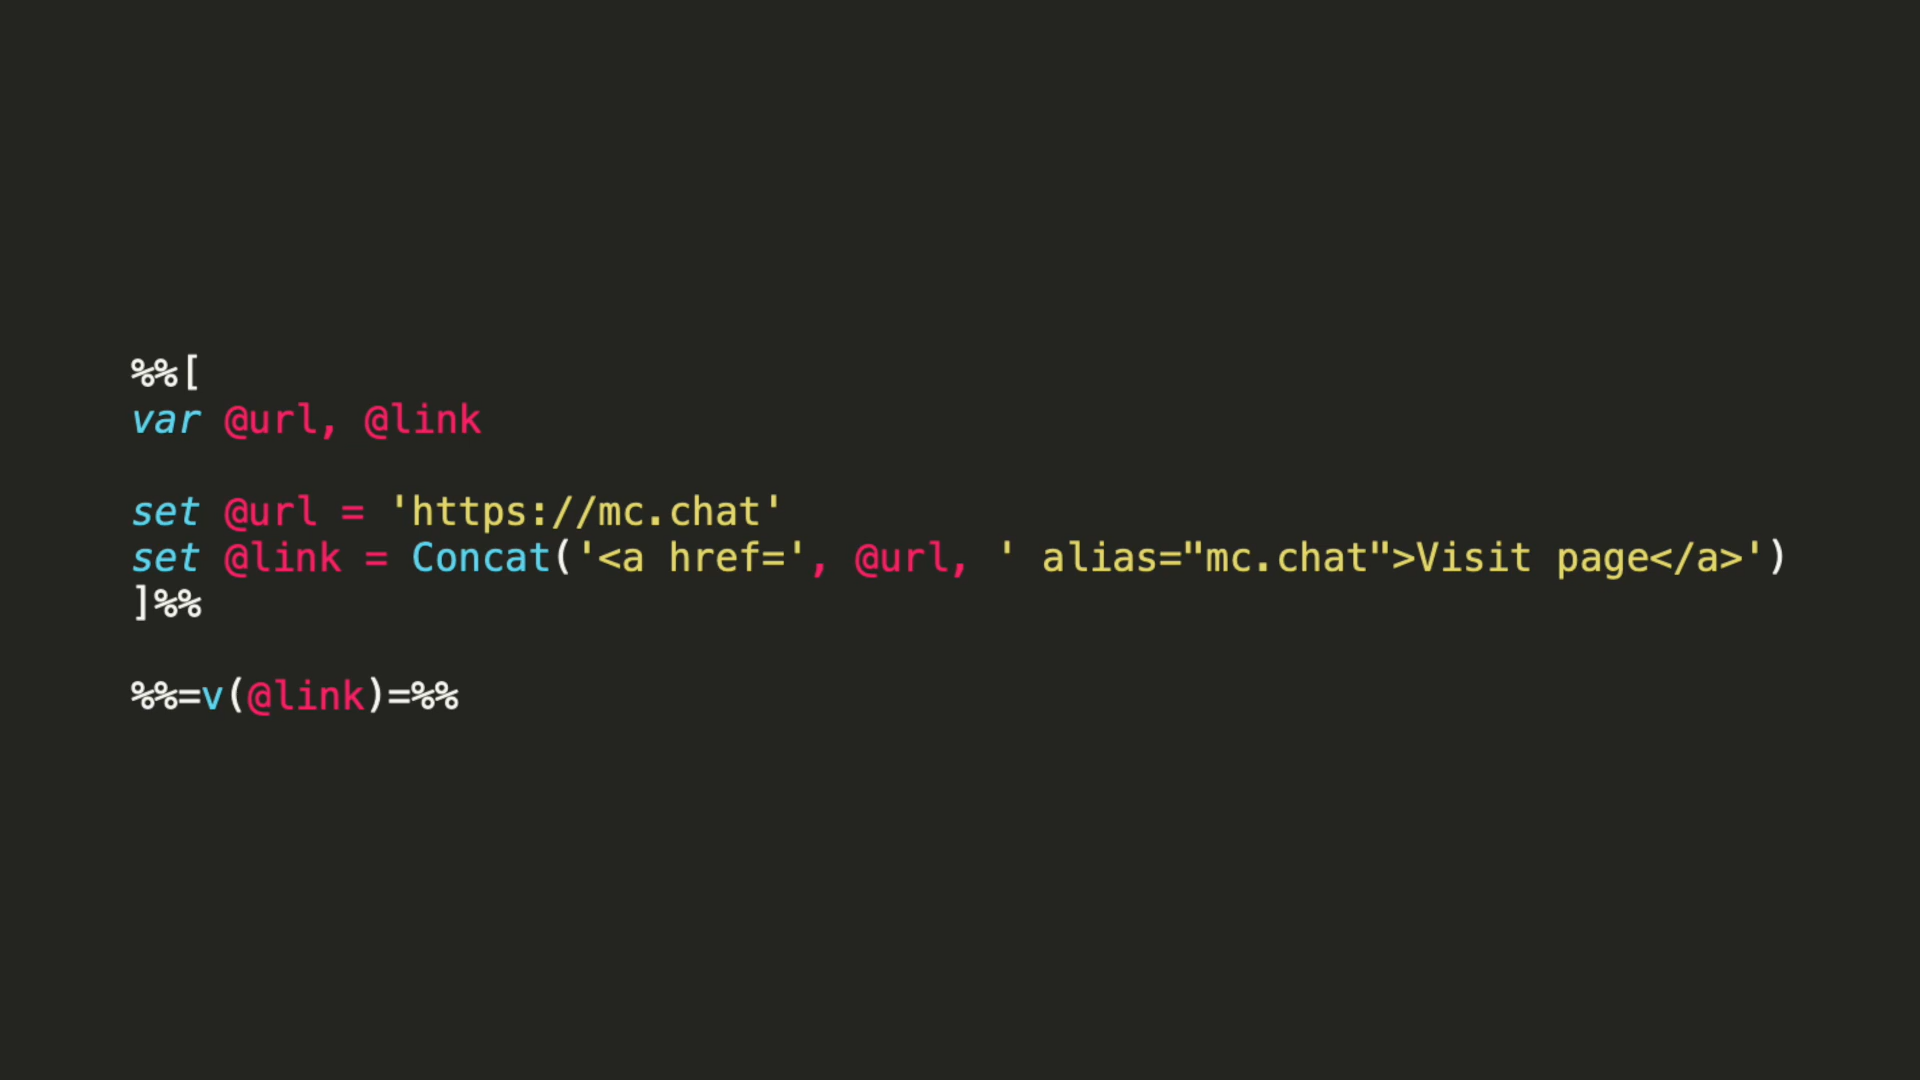 %%[
var @url, @link
set @url = 'https://mc.chat'
set @link = Concat('<a href=', @url, ' alias="mc.chat">Visit page</a>')
]%%
%%=v(@link)=%%